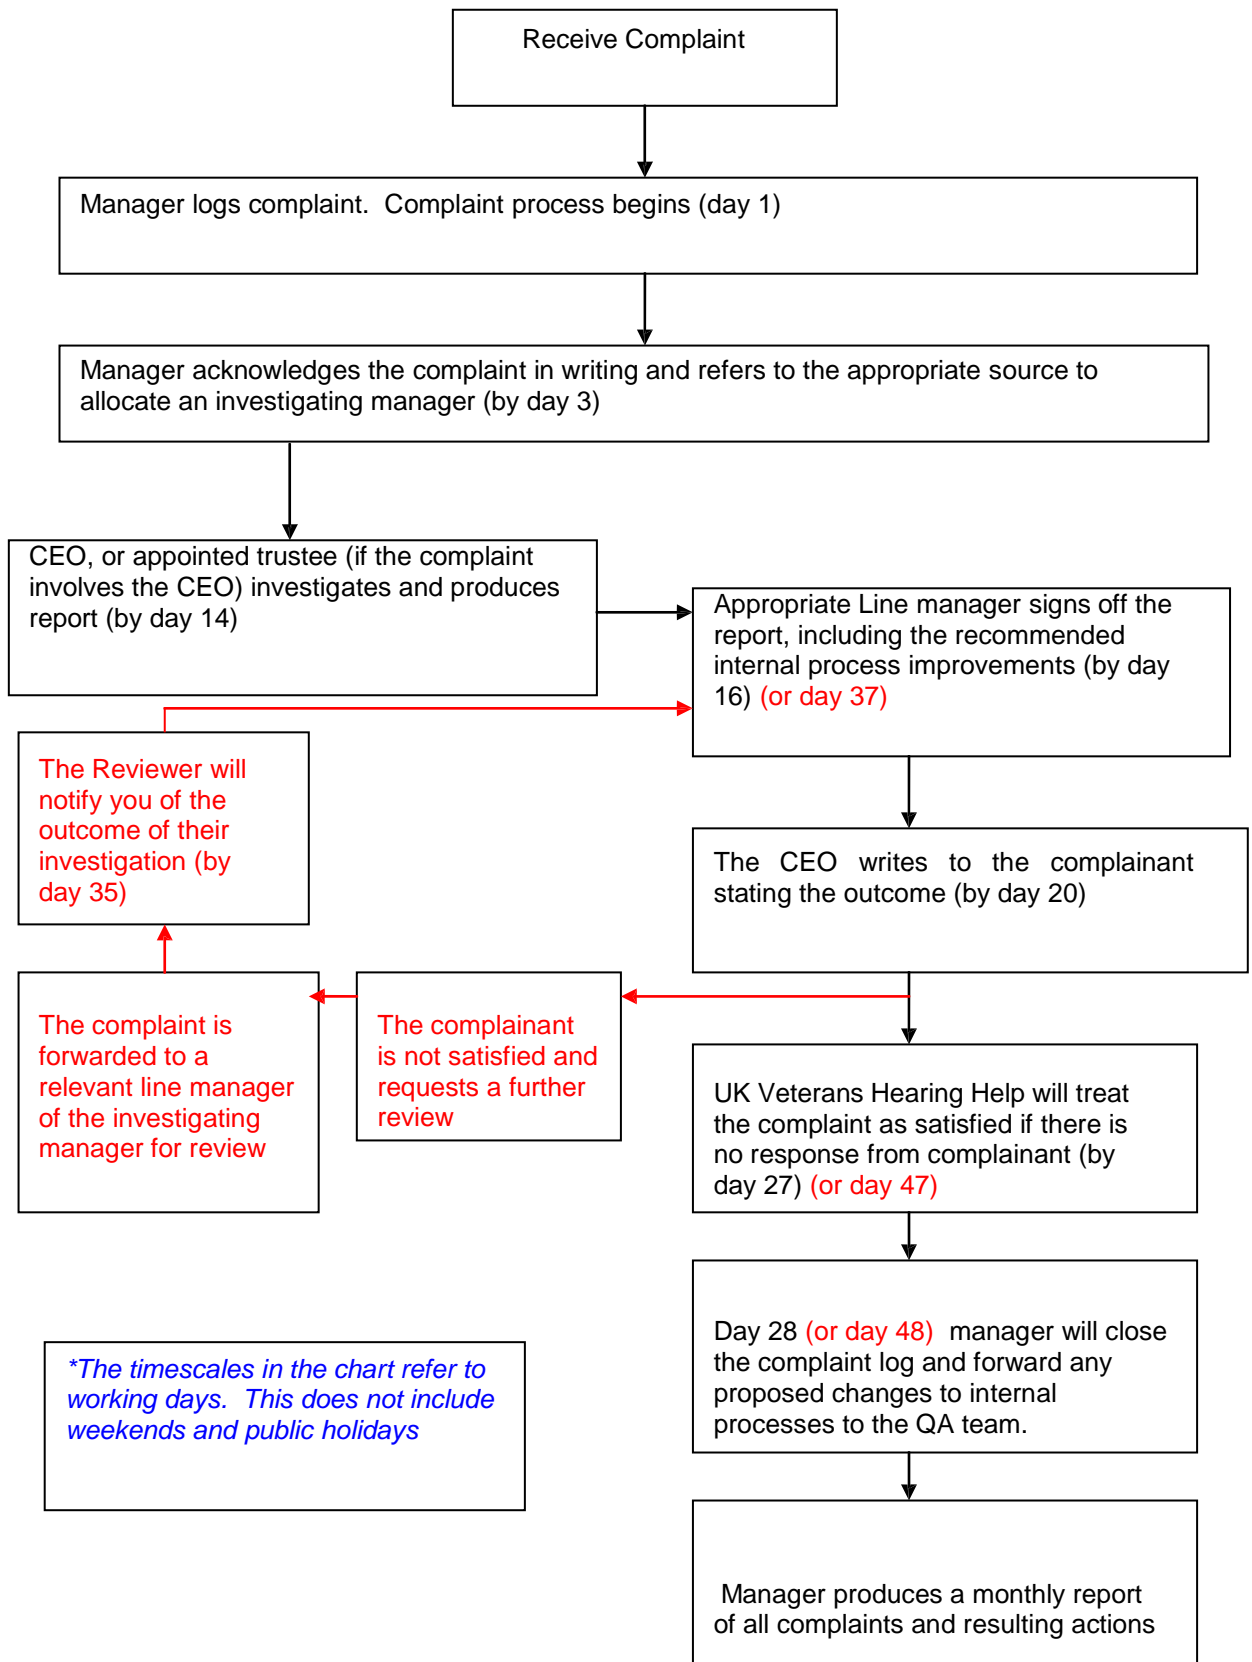 Receive Complaint
Manager logs complaint.  Complaint process begins (day 1)
Manager acknowledges the complaint in writing and refers to the appropriate source to
allocate an investigating manager (by day 3)
CEO, or appointed trustee (if the complaint
involves the CEO) investigates and produces
report (by day 14)
Appropriate Line manager signs off the
report, including the recommended
internal process improvements (by day
16) (or day 37)
The Reviewer will
notify you of the
outcome of their
investigation (by
day 35)
The CEO writes to the complainant
stating the outcome (by day 20)
The complaint is
forwarded to a
relevant line manager
of the investigating
manager for review
The complainant
is not satisfied and
requests a further
review
UK Veterans Hearing Help will treat
the complaint as satisfied if there is
no response from complainant (by
day 27) (or day 47)
Day 28 (or day 48)  manager will close
the complaint log and forward any
proposed changes to internal
processes to the QA team.
*The timescales in the chart refer to
working days.  This does not include
weekends and public holidays
Manager produces a monthly report
of all complaints and resulting actions